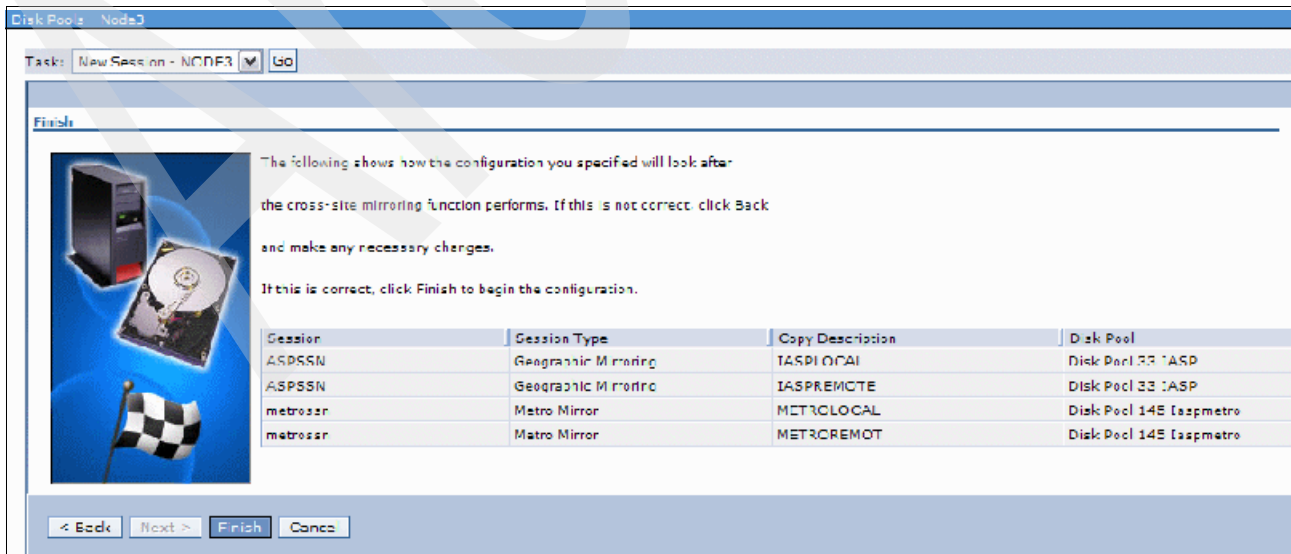 Disk Pools Node3
Task: New Session - NODE3 Go
Finish
The following shows how the configuration you specified will look after
the cross-site mirroring function performs. If this is not correct, click Back
and make any necessary changes.
If this is correct, click Finish to begin the configuration.
Session Session Type Copy Description Disk Pool
ASPSSN Geographic Mirroring IASPLOCAL Disk Pool 33 IASP
ASPSSN Geographic Mirroring IASPREMOTE Disk Pool 33 IASP
metrossn Metro Mirror METROLOCAL Disk Pool 145 Iaspmetro
metrossn Metro Mirror METROREMOT Disk Pool 145 Iaspmetro
< Back Next > Finish Cancel